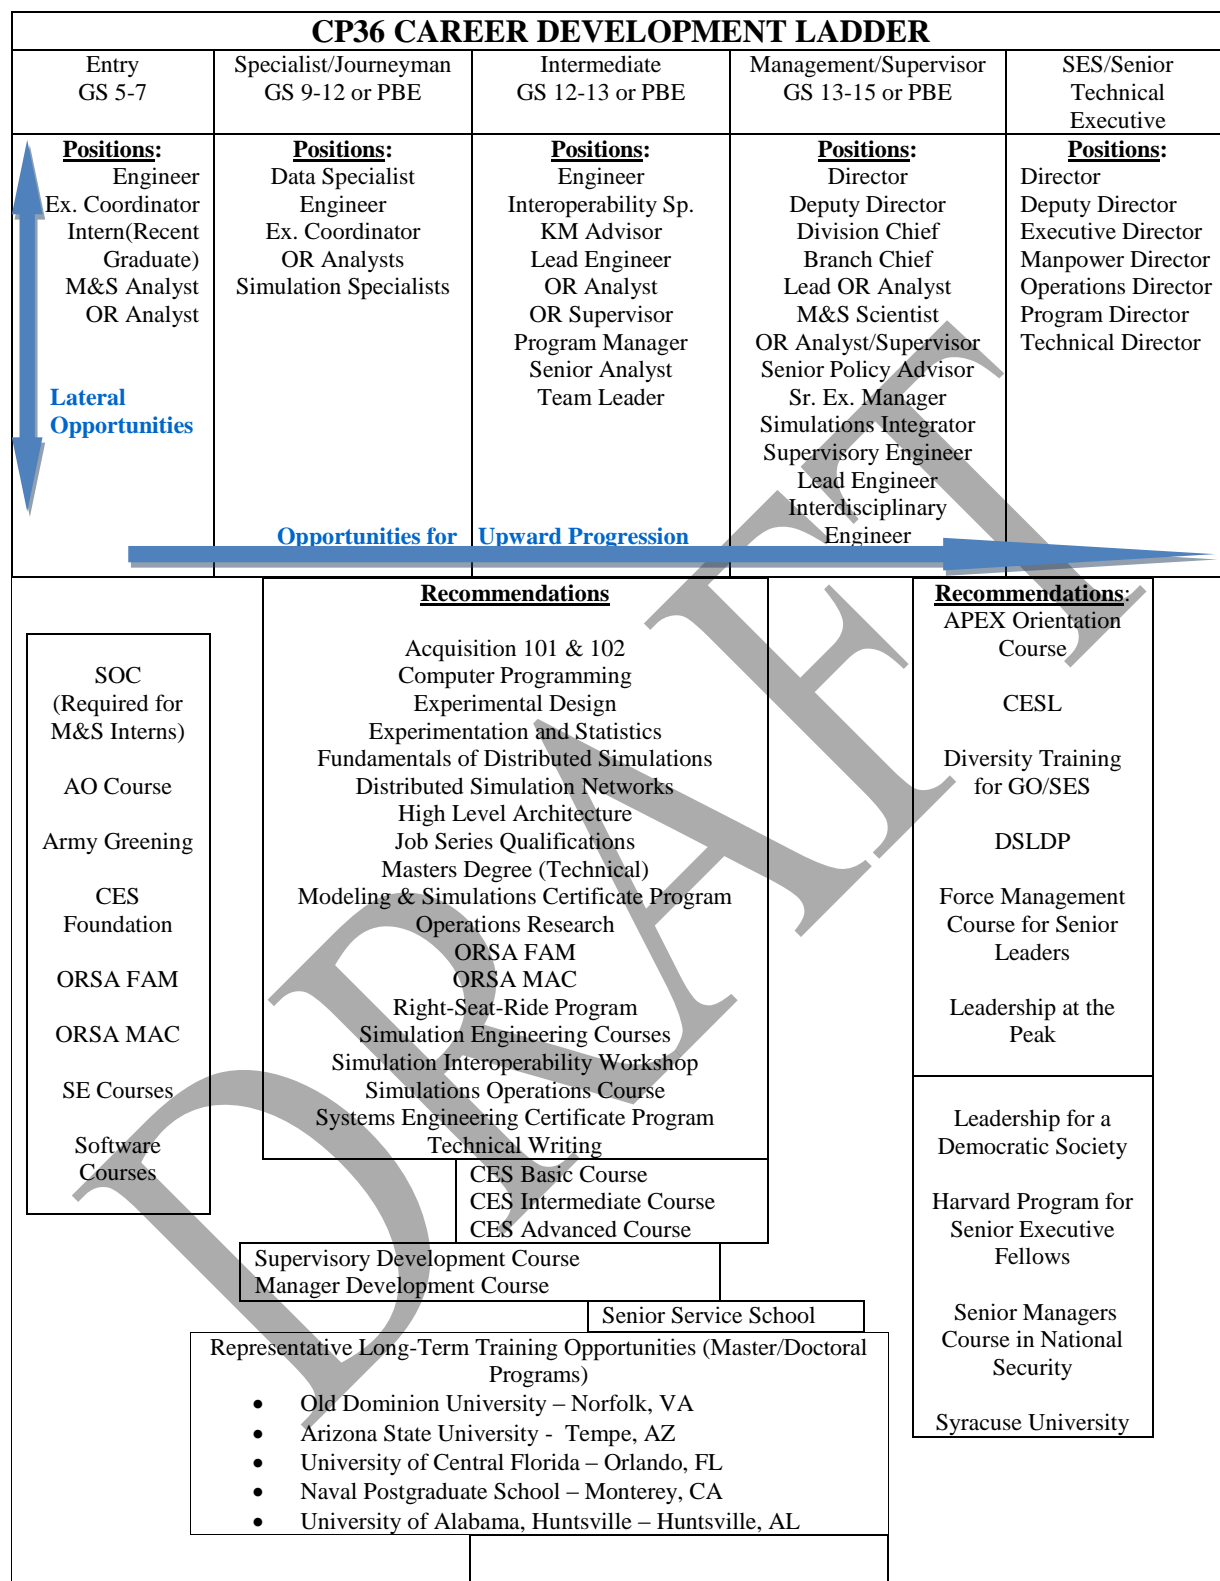 CP36 CAREER DEVELOPMENT LADDER
Entry
GS 5-7
Specialist/Journeyman
GS 9-12 or PBE
Intermediate
GS 12-13 or PBE
Management/Supervisor
GS 13-15 or PBE
SES/Senior
Technical
Executive
Positions:
Engineer
Ex. Coordinator
Intern(Recent
Graduate)
M&S Analyst
OR Analyst
Lateral
Opportunities
Positions:
Data Specialist
Engineer
Ex. Coordinator
OR Analysts
Simulation Specialists
Positions:
Engineer
Interoperability Sp.
KM Advisor
Lead Engineer
OR Analyst
OR Supervisor
Program Manager
Senior Analyst
Team Leader
Positions:
Director
Deputy Director
Division Chief
Branch Chief
Lead OR Analyst
M&S Scientist
OR Analyst/Supervisor
Senior Policy Advisor
Sr. Ex. Manager
Simulations Integrator
Supervisory Engineer
Lead Engineer
Interdisciplinary
Engineer
Positions:
Director
Deputy Director
Executive Director
Manpower Director
Operations Director
Program Director
Technical Director
Opportunities for Upward Progression
SOC
(Required for
M&S Interns)
AO Course
Army Greening
CES
Foundation
ORSA FAM
ORSA MAC
SE Courses
Software
Courses
Recommendations
Acquisition 101 & 102
Computer Programming
Experimental Design
Experimentation and Statistics
Fundamentals of Distributed Simulations
Distributed Simulation Networks
High Level Architecture
Job Series Qualifications
Masters Degree (Technical)
Modeling & Simulations Certificate Program
Operations Research
ORSA FAM
ORSA MAC
Right-Seat-Ride Program
Simulation Engineering Courses
Simulation Interoperability Workshop
Simulations Operations Course
Systems Engineering Certificate Program
Technical Writing
CES Basic Course
CES Intermediate Course
CES Advanced Course
Supervisory Development Course
Manager Development Course
Senior Service School
Representative Long-Term Training Opportunities (Master/Doctoral
Programs)
• Old Dominion University – Norfolk, VA
• Arizona State University - Tempe, AZ
• University of Central Florida – Orlando, FL
• Naval Postgraduate School – Monterey, CA
• University of Alabama, Huntsville – Huntsville, AL
Recommendations:
APEX Orientation
Course
CESL
Diversity Training
for GO/SES
DSLDP
Force Management
Course for Senior
Leaders
Leadership at the
Peak
Leadership for a
Democratic Society
Harvard Program for
Senior Executive
Fellows
Senior Managers
Course in National
Security
Syracuse University
DRAFT